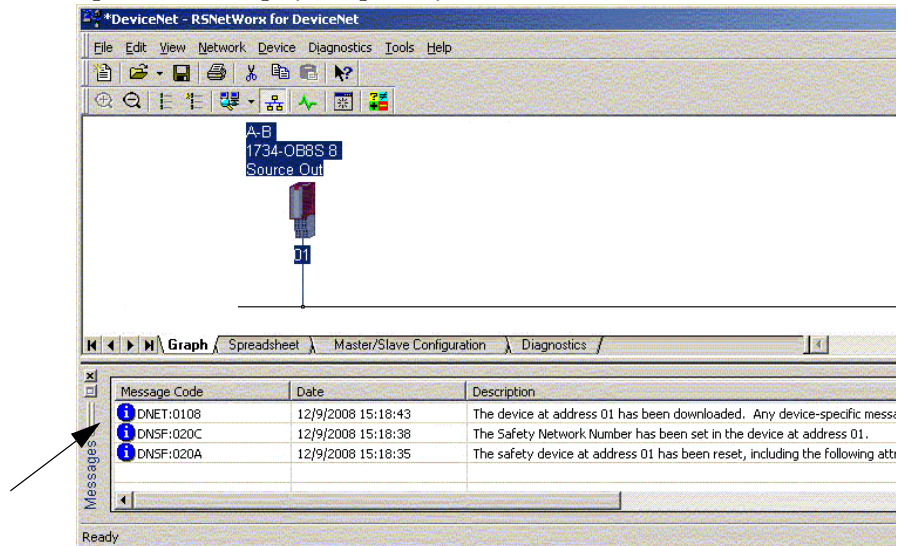 *DeviceNet - RSNetWorx for DeviceNet
File Edit View Network Device Diagnostics Tools Help
A-B
1734-OB8S 8
Source Out
01
Graph Spreadsheet Master/Slave Configuration Diagnostics
Message Code Date Description
DNET:0108 12/9/2008 15:18:43 The device at address 01 has been downloaded. Any device-specific messa
DNSF:020C 12/9/2008 15:18:38 The Safety Network Number has been set in the device at address 01.
DNSF:020A 12/9/2008 15:18:35 The safety device at address 01 has been reset, including the following attr
Messages
Ready